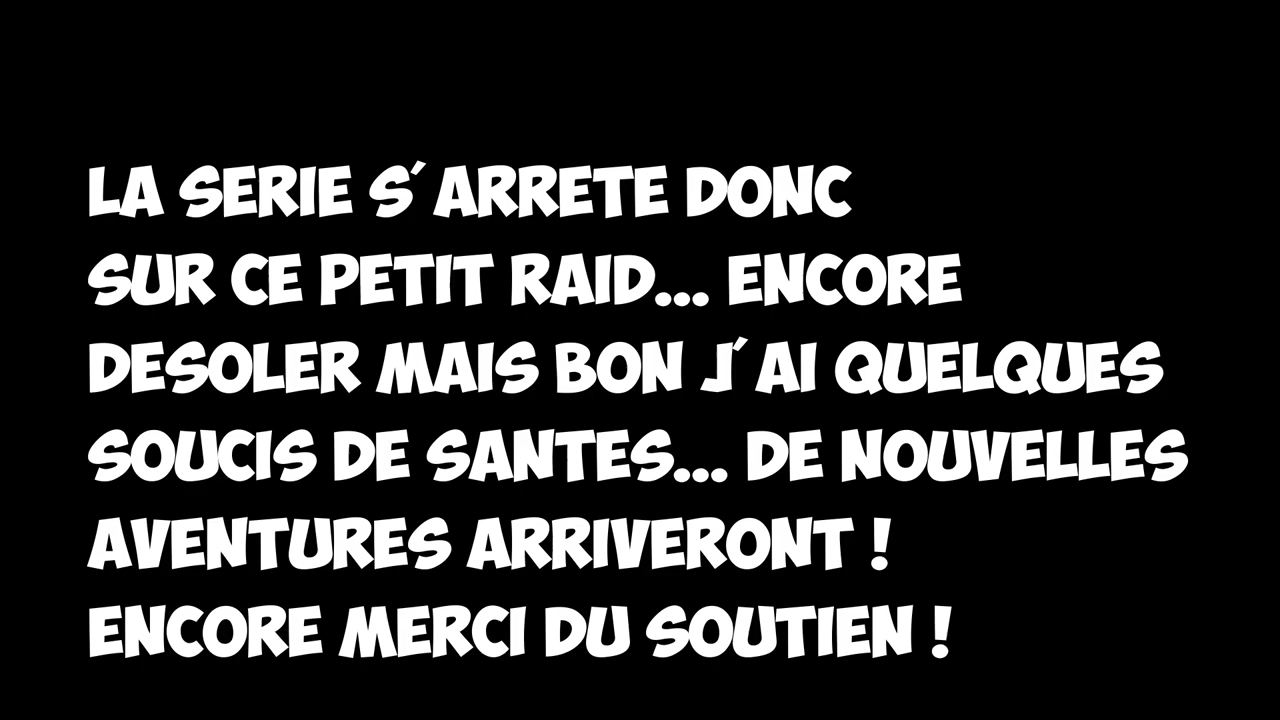 LA SERIE S'ARRETE DONC
SUR CE PETIT RAID... ENCORE
DESOLER MAIS BON J'AI QUELQUES
SOUCIS DE SANTES... DE NOUVELLES
AVENTURES ARRIVERONT !
ENCORE MERCI DU SOUTIEN !